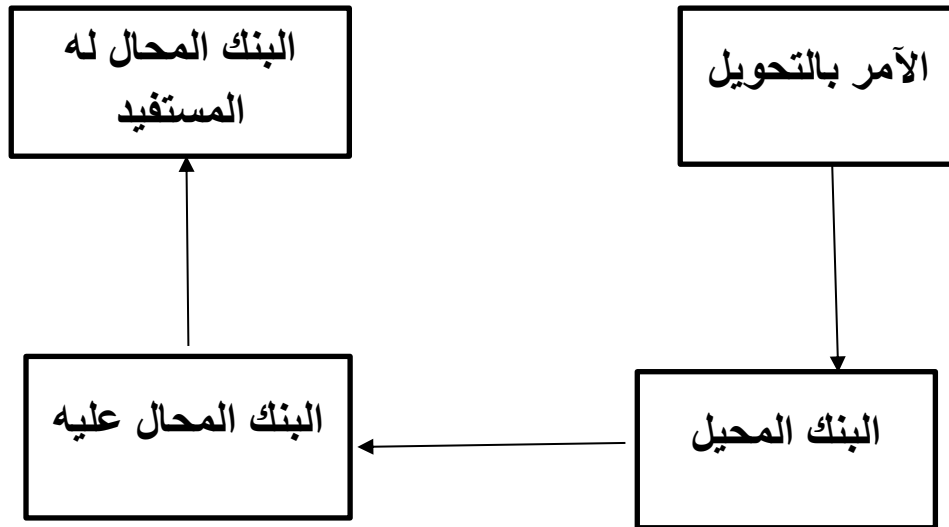 الآمر بالتحويل
البنك المحال له
المستفيد
البنك المحيل
البنك المحال عليه